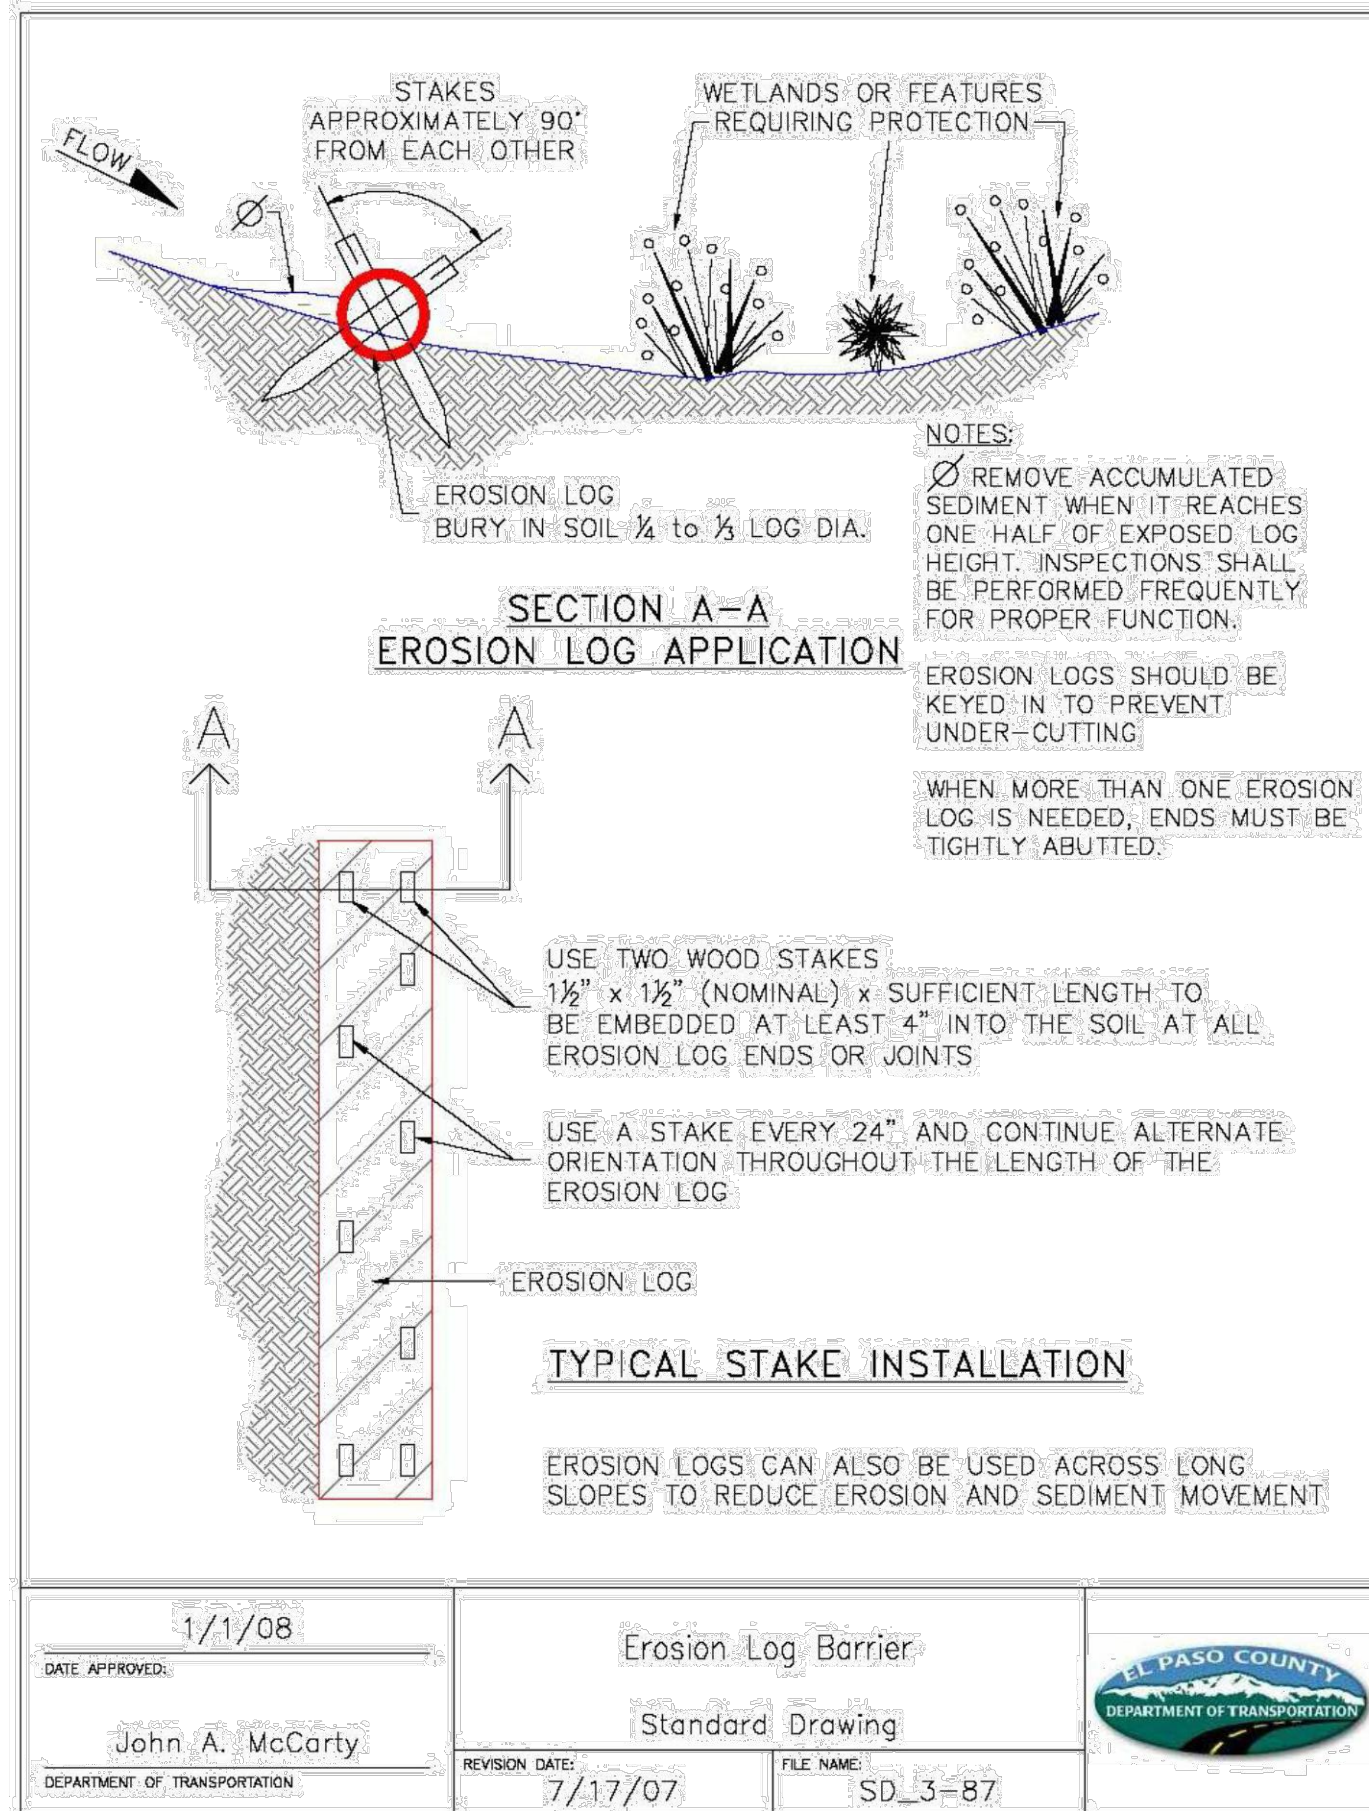 STAKES
APPROXIMATELY 90°
FROM EACH OTHER
WETLANDS OR FEATURES
REQUIRING PROTECTION
FLOW
Ø
EROSION LOG
BURY IN SOIL ¼ to ⅓ LOG DIA.
NOTES:
Ø REMOVE ACCUMULATED
SEDIMENT WHEN IT REACHES
ONE HALF OF EXPOSED LOG
HEIGHT. INSPECTIONS SHALL
BE PERFORMED FREQUENTLY
FOR PROPER FUNCTION.
EROSION LOGS SHOULD BE
KEYED IN TO PREVENT
UNDER-CUTTING
WHEN MORE THAN ONE EROSION
LOG IS NEEDED, ENDS MUST BE
TIGHTLY ABUTTED.
SECTION A-A
EROSION LOG APPLICATION
A A
USE TWO WOOD STAKES
1½" x 1½" (NOMINAL) x SUFFICIENT LENGTH TO
BE EMBEDDED AT LEAST 4" INTO THE SOIL AT ALL
EROSION LOG ENDS OR JOINTS
USE A STAKE EVERY 24" AND CONTINUE ALTERNATE
ORIENTATION THROUGHOUT THE LENGTH OF THE
EROSION LOG
EROSION LOG
TYPICAL STAKE INSTALLATION
EROSION LOGS CAN ALSO BE USED ACROSS LONG
SLOPES TO REDUCE EROSION AND SEDIMENT MOVEMENT
1/1/08
DATE APPROVED:
John A. McCarty
DEPARTMENT OF TRANSPORTATION
Erosion Log Barrier
Standard Drawing
REVISION DATE:
7/17/07
FILE NAME:
SD_3-87
EL PASO COUNTY
DEPARTMENT OF TRANSPORTATION